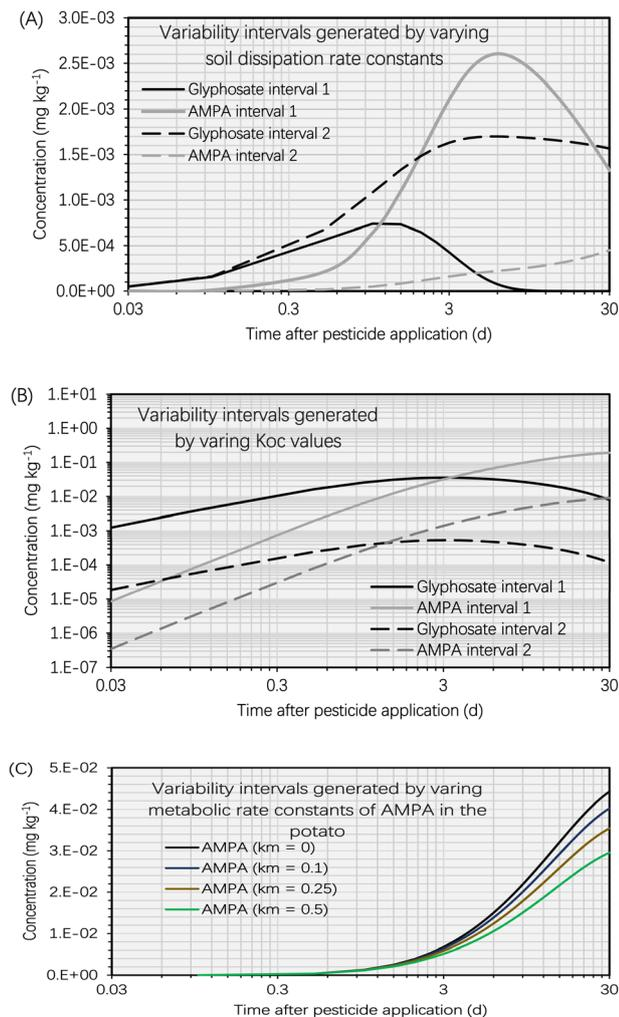 (A)
3.0E-03
2.5E-03
2.0E-03
1.5E-03
1.0E-03
5.0E-04
0.0E+00
Concentration (mg kg⁻¹)
Variability intervals generated by varying
soil dissipation rate constants
Glyphosate interval 1
AMPA interval 1
Glyphosate interval 2
AMPA interval 2
0.03 0.3 3 30
Time after pesticide application (d)
(B)
1.E+01
1.E+00
1.E-01
1.E-02
1.E-03
1.E-04
1.E-05
1.E-06
1.E-07
Concentration (mg kg⁻¹)
Variability intervals generated
by varing Koc values
Glyphosate interval 1
AMPA interval 1
Glyphosate interval 2
AMPA interval 2
0.03 0.3 3 30
Time after pesticide application (d)
(C)
5.E-02
4.E-02
3.E-02
2.E-02
1.E-02
0.E+00
Concentration (mg kg⁻¹)
Variability intervals generated by varing
metabolic rate constants of AMPA in the
potato
AMPA (km = 0)
AMPA (km = 0.1)
AMPA (km = 0.25)
AMPA (km = 0.5)
0.03 0.3 3 30
Time after pesticide application (d)